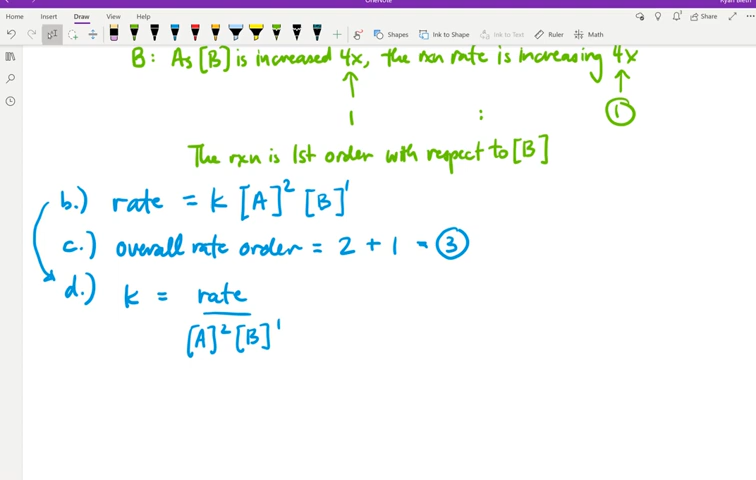 OneNote
Home Insert Draw View Help
Share
Shapes Ink to Shape Ink to Text Ruler Math
B: As [B] is increased 4x, the rxn rate is increasing 4x
↑ ↑
1 : 1
The rxn is 1st order with respect to [B]
b.) rate = k [A]² [B]¹
c.) overall rate order = 2 + 1 = 3
d.) k = rate
[A]² [B]¹